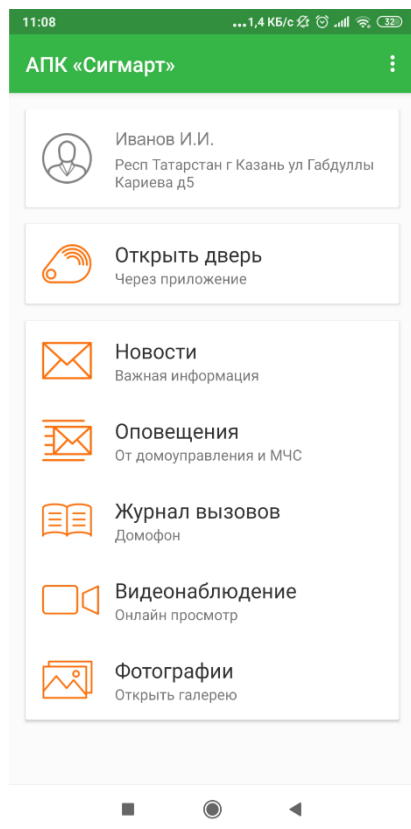 11:08 ...1,4 КБ/с 32
АПК «Сигмарт»
Иванов И.И.
Респ Татарстан г Казань ул Габдуллы
Кариева д5
Открыть дверь
Через приложение
Новости
Важная информация
Оповещения
От домоуправления и МЧС
Журнал вызовов
Домофон
Видеонаблюдение
Онлайн просмотр
Фотографии
Открыть галерею